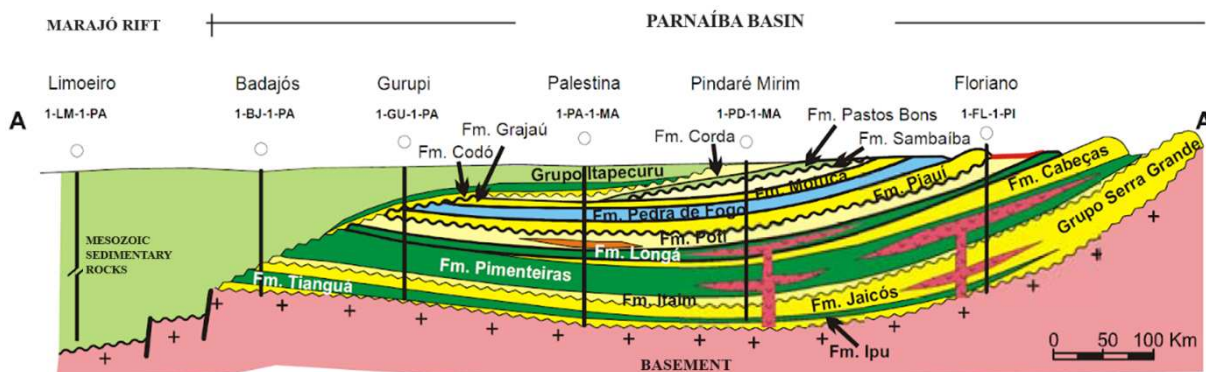 MARAJÓ RIFT
PARNAÍBA BASIN
Limoeiro
Badajós
Gurupi
Palestina
Pindaré Mirim
Floriano
1-LM-1-PA
1-BJ-1-PA
1-GU-1-PA
1-PA-1-MA
1-PD-1-MA
1-FL-1-PI
A
A
Fm. Pastos Bons
Fm. Grajaú
Fm. Corda
Fm. Sambaíba
Fm. Codó
Grupo Itapecuru
Fm. Motuca
Fm. Cabeças
Fm. Piauí
Grupo Serra Grande
Fm. Pedra de Fogo
Fm. Poti
MESOZOIC
SEDIMENTARY
ROCKS
Fm. Longá
Fm. Pimenteiras
Fm. Tianguá
Fm. Itaim
Fm. Jaicós
Fm. Ipu
BASEMENT
0 50 100 Km